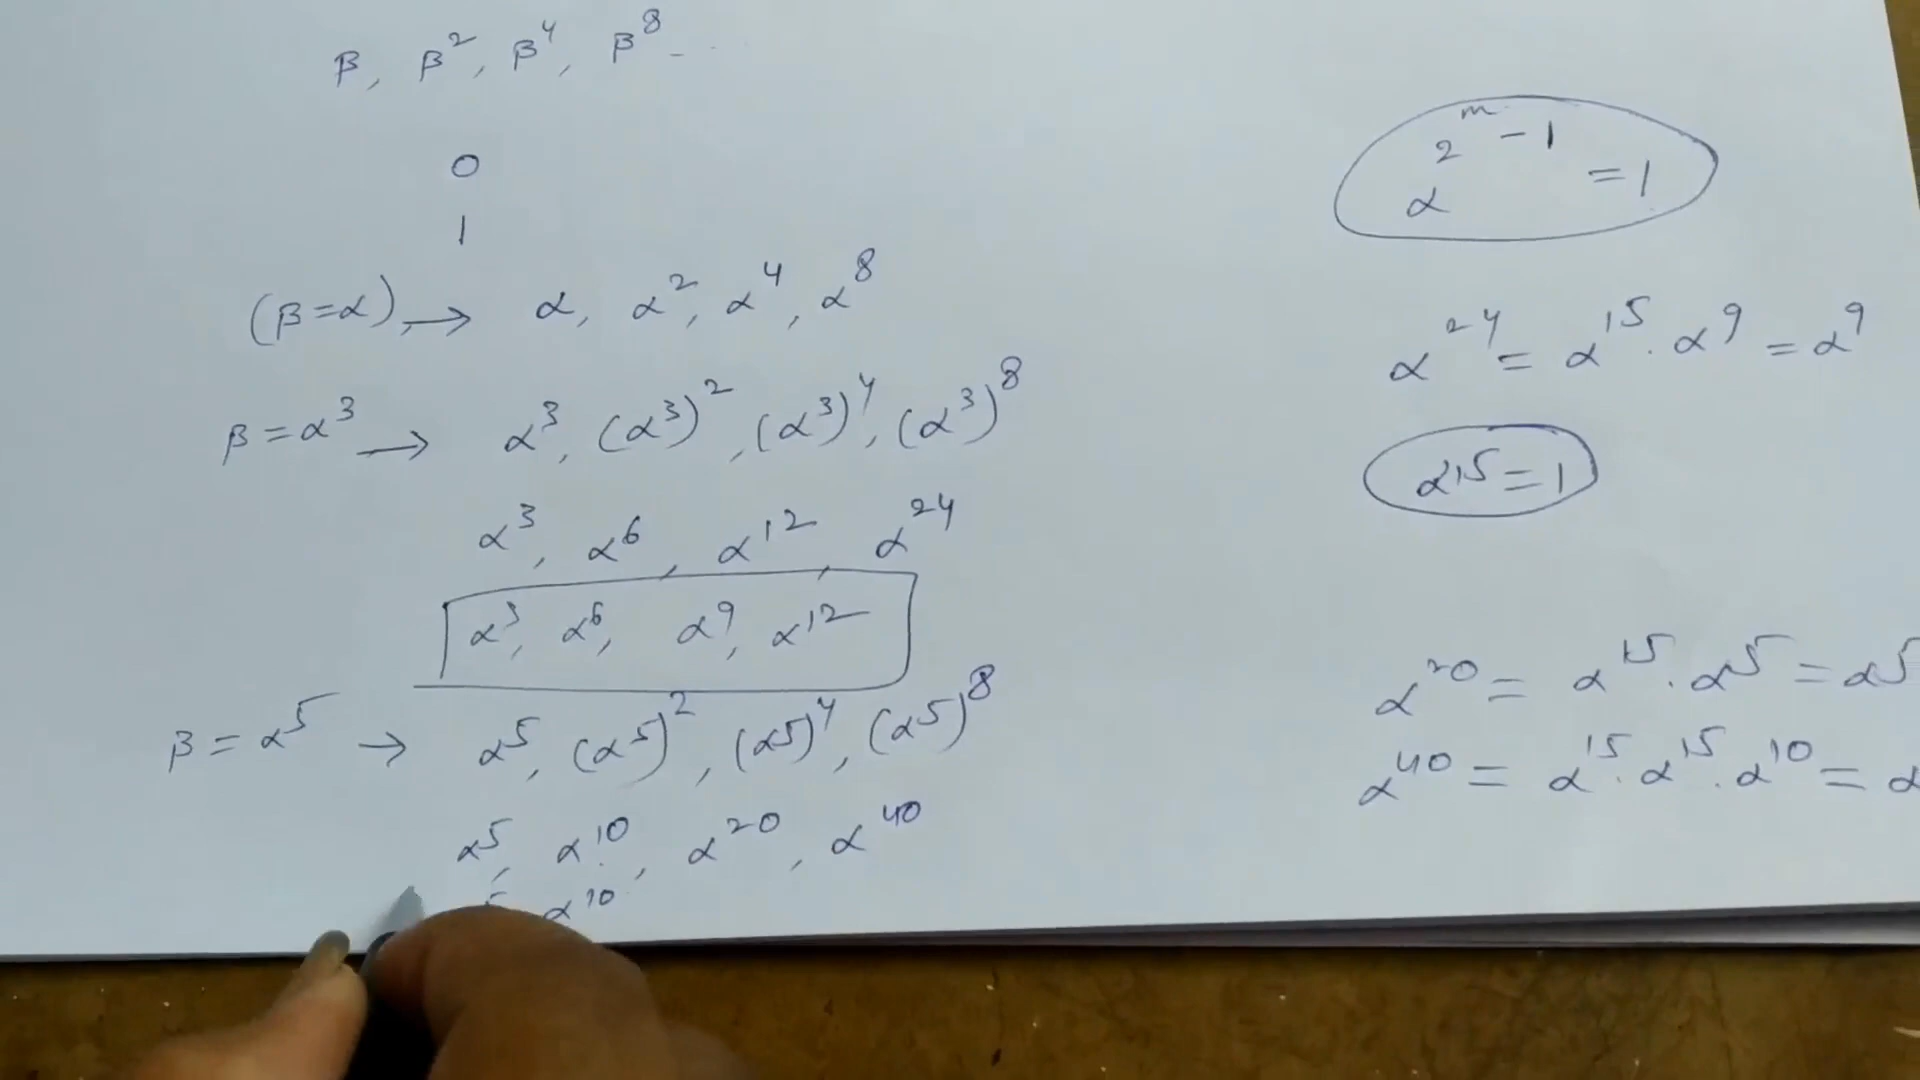 β, β², β⁴, β⁸ - ..
0
1
(β=α), → α, α², α⁴, α⁸
β=α³ → α³, (α³)², (α³)⁴, (α³)⁸
α³, α⁶, α¹², α²⁴
α³, α⁶, α⁹, α¹²
β=α⁵ → α⁵, (α⁵)², (α⁵)⁴, (α⁵)⁸
α⁵, α¹⁰, α²⁰, α⁴⁰
α¹⁰
α^(2^m - 1) = 1
α²⁴ = α¹⁵ . α⁹ = α⁹
α¹⁵ = 1
α²⁰ = α¹⁵ . α⁵ = α⁵
α⁴⁰ = α¹⁵ . α¹⁵ . α¹⁰ = α